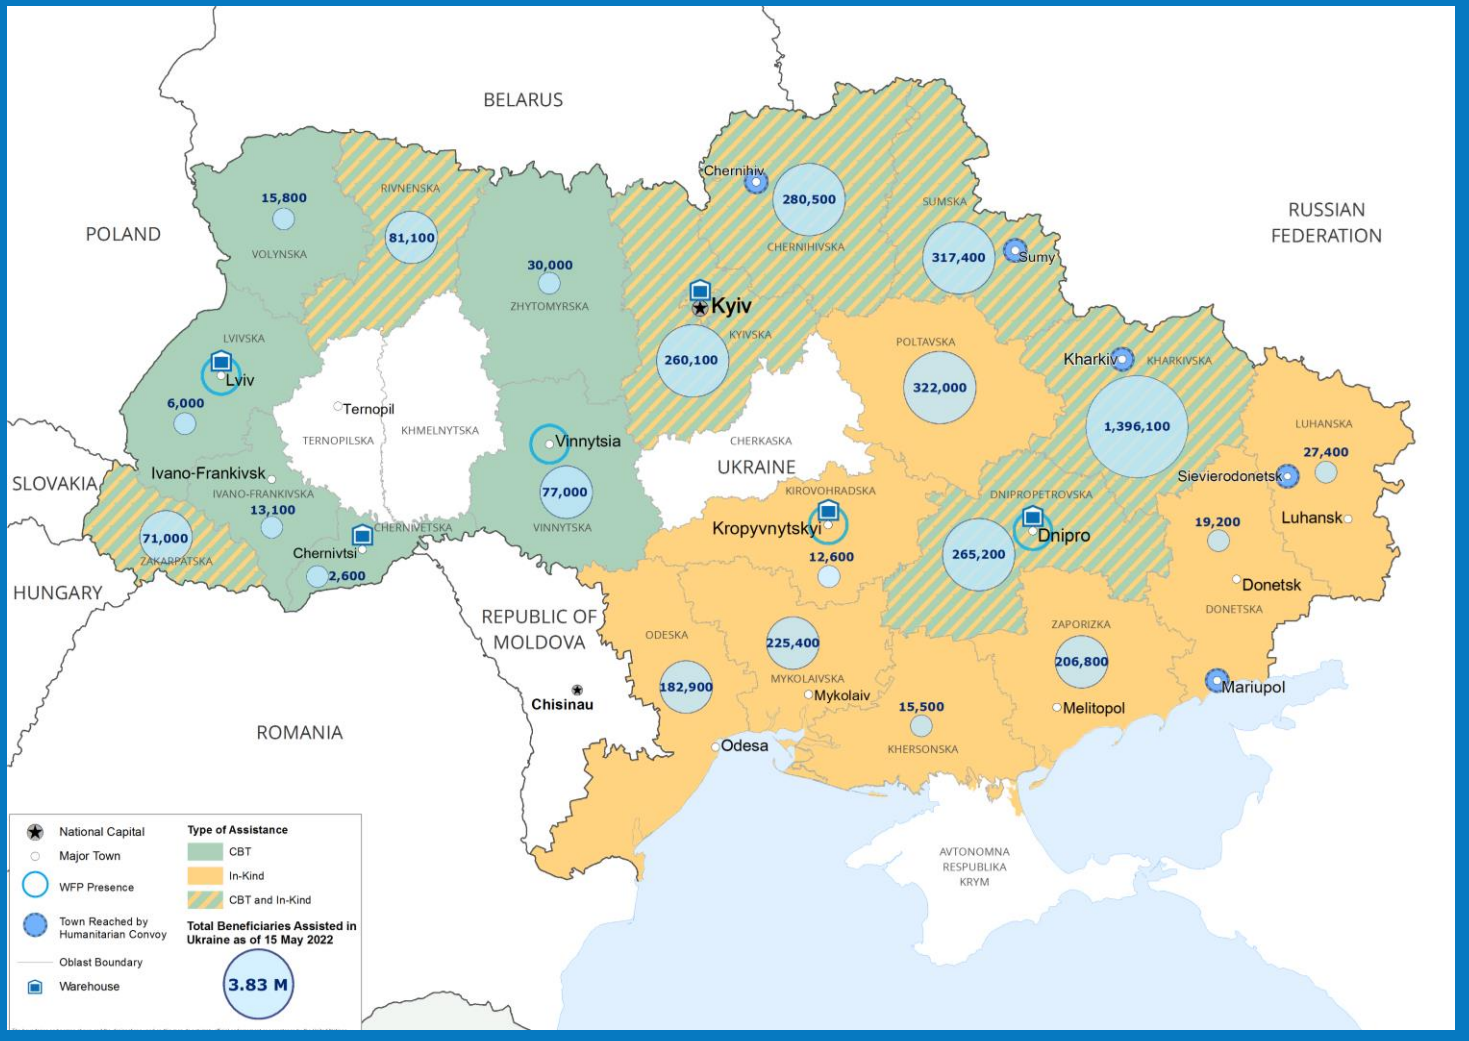 BELARUS
POLAND
RUSSIAN
FEDERATION
SLOVAKIA
HUNGARY
ROMANIA
REPUBLIC OF
MOLDOVA
Chisinau
UKRAINE
15,800
VOLYNSKA
RIVNENSKA
81,100
30,000
ZHYTOMYRSKA
Chernihiv
280,500
CHERNIHIVSKA
SUMSKA
317,400
Sumy
Kyiv
KYIVSKA
260,100
LVIVSKA
Lviv
6,000
Ternopil
TERNOPILSKA
KHMELNYTSKA
Vinnytsia
77,000
VINNYTSKA
CHERKASKA
POLTAVSKA
322,000
Kharkiv
KHARKIVSKA
1,396,100
LUHANSKA
27,400
Sievierodonetsk
Luhansk
Ivano-Frankivsk
IVANO-FRANKIVSKA
13,100
71,000
ZAKARPATSKA
CHERNIVETSKA
Chernivtsi
2,600
KIROVOHRADSKA
Kropyvnytskyi
12,600
DNIPROPETROVSKA
Dnipro
265,200
19,200
Donetsk
DONETSKA
ZAPORIZKA
206,800
Mariupol
Melitopol
ODESKA
182,900
Odesa
225,400
MYKOLAIVSKA
Mykolaiv
15,500
KHERSONSKA
AVTONOMNA
RESPUBLIKA
KRYM
National Capital
Major Town
WFP Presence
Town Reached by
Humanitarian Convoy
Oblast Boundary
Warehouse
Type of Assistance
CBT
In-Kind
CBT and In-Kind
Total Beneficiaries Assisted in
Ukraine as of 15 May 2022
3.83 M